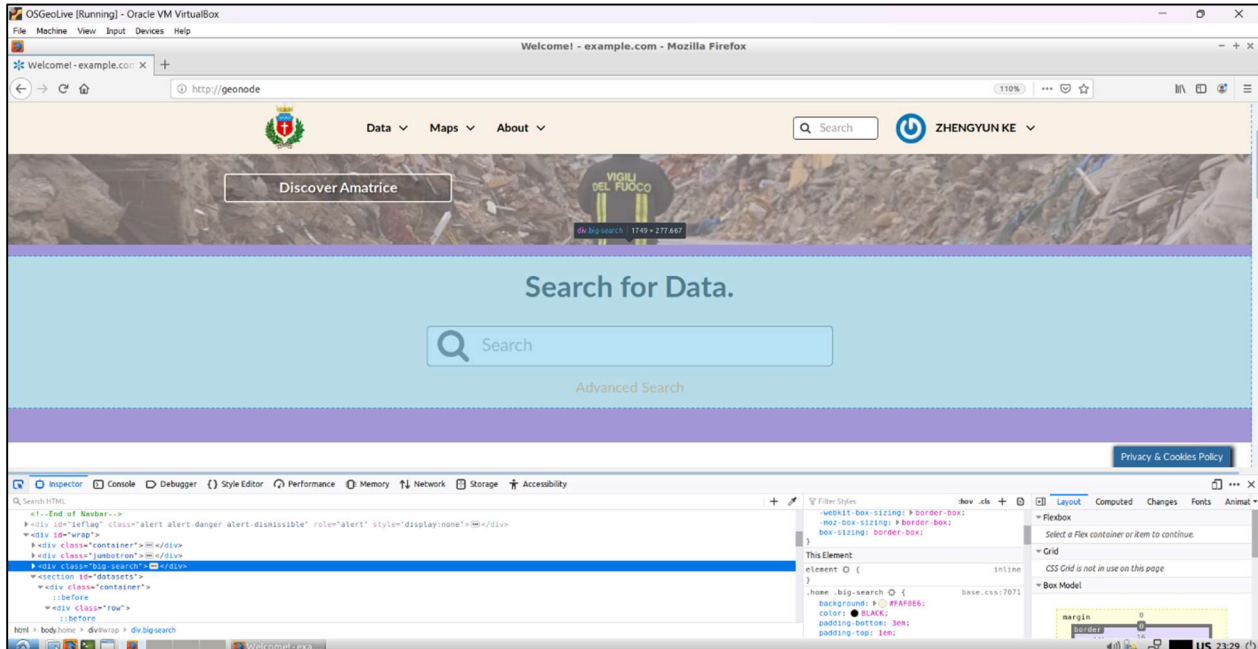 OSGeoLive [Running] - Oracle VM VirtualBox
File Machine View Input Devices Help
Welcome! - example.com - Mozilla Firefox
Welcome! - example.com
http://geonode
110%
Data Maps About
Search
ZHENGYUN KE
Discover Amatrice
VIGILI
DEL FUOCO
div.big-search 1749 × 277.667
Search for Data.
Search
Advanced Search
Privacy & Cookies Policy
Inspector Console Debugger Style Editor Performance Memory Network Storage Accessibility
Search HTML
<!--End of Navbar-->
<div id="ieflag" class="alert alert-danger alert-dismissible" role="alert" style="display:none"></div>
<div id="wrap">
<div class="container"></div>
<div class="jumbotron"></div>
<div class="big-search"></div>
<section id="datasets">
<div class="container">
::before
<div class="row">
::before
html > body.home > div#wrap > div.big-search
Filter Styles :hov .cls
-webkit-box-sizing: border-box;
-moz-box-sizing: border-box;
box-sizing: border-box;
}
This Element
element { inline
}
.home .big-search { base.css:7071
background: #FAF0E6;
color: BLACK;
padding-bottom: 3em;
padding-top: 1em;
Layout Computed Changes Fonts Animat
Flexbox
Select a Flex container or item to continue.
Grid
CSS Grid is not in use on this page
Box Model
margin 0
border 0
16
Welcome! - exa...
US 23:29